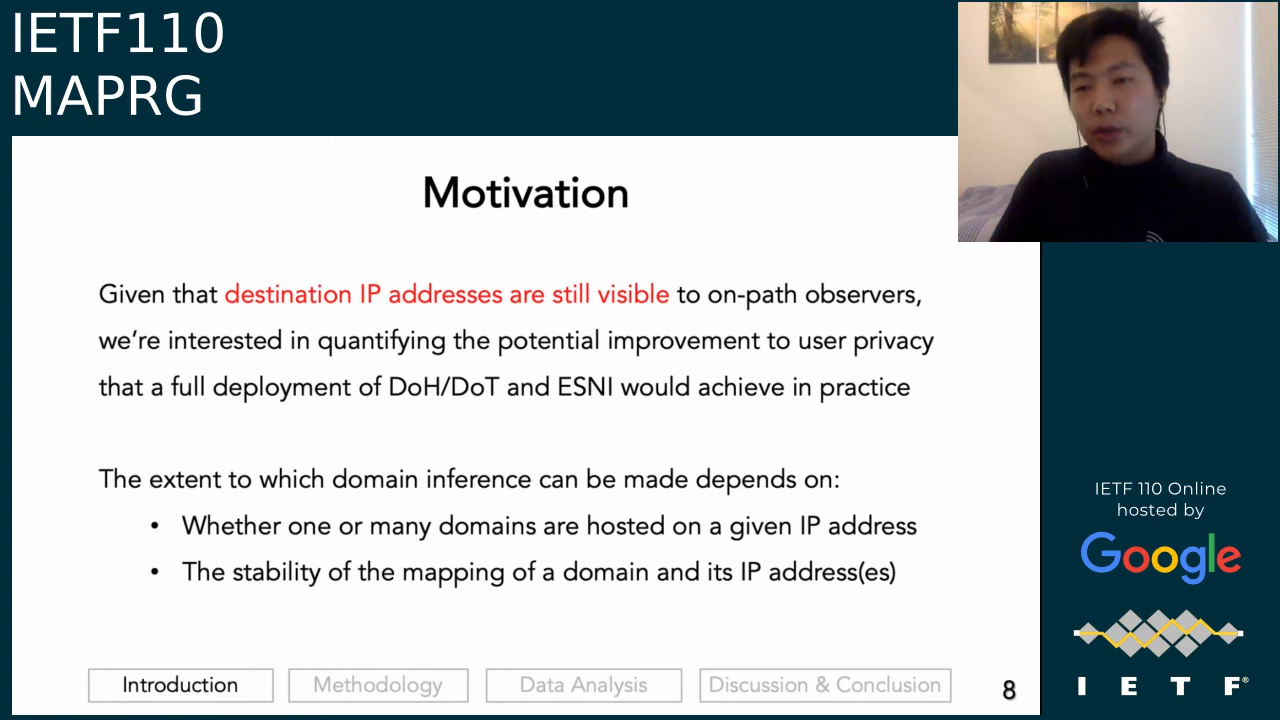 IETF110
MAPRG
Motivation
Given that destination IP addresses are still visible to on-path observers,
we're interested in quantifying the potential improvement to user privacy
that a full deployment of DoH/DoT and ESNI would achieve in practice
The extent to which domain inference can be made depends on:
• Whether one or many domains are hosted on a given IP address
• The stability of the mapping of a domain and its IP address(es)
Introduction Methodology Data Analysis Discussion & Conclusion 8
IETF 110 Online
hosted by
Google
I E T F®